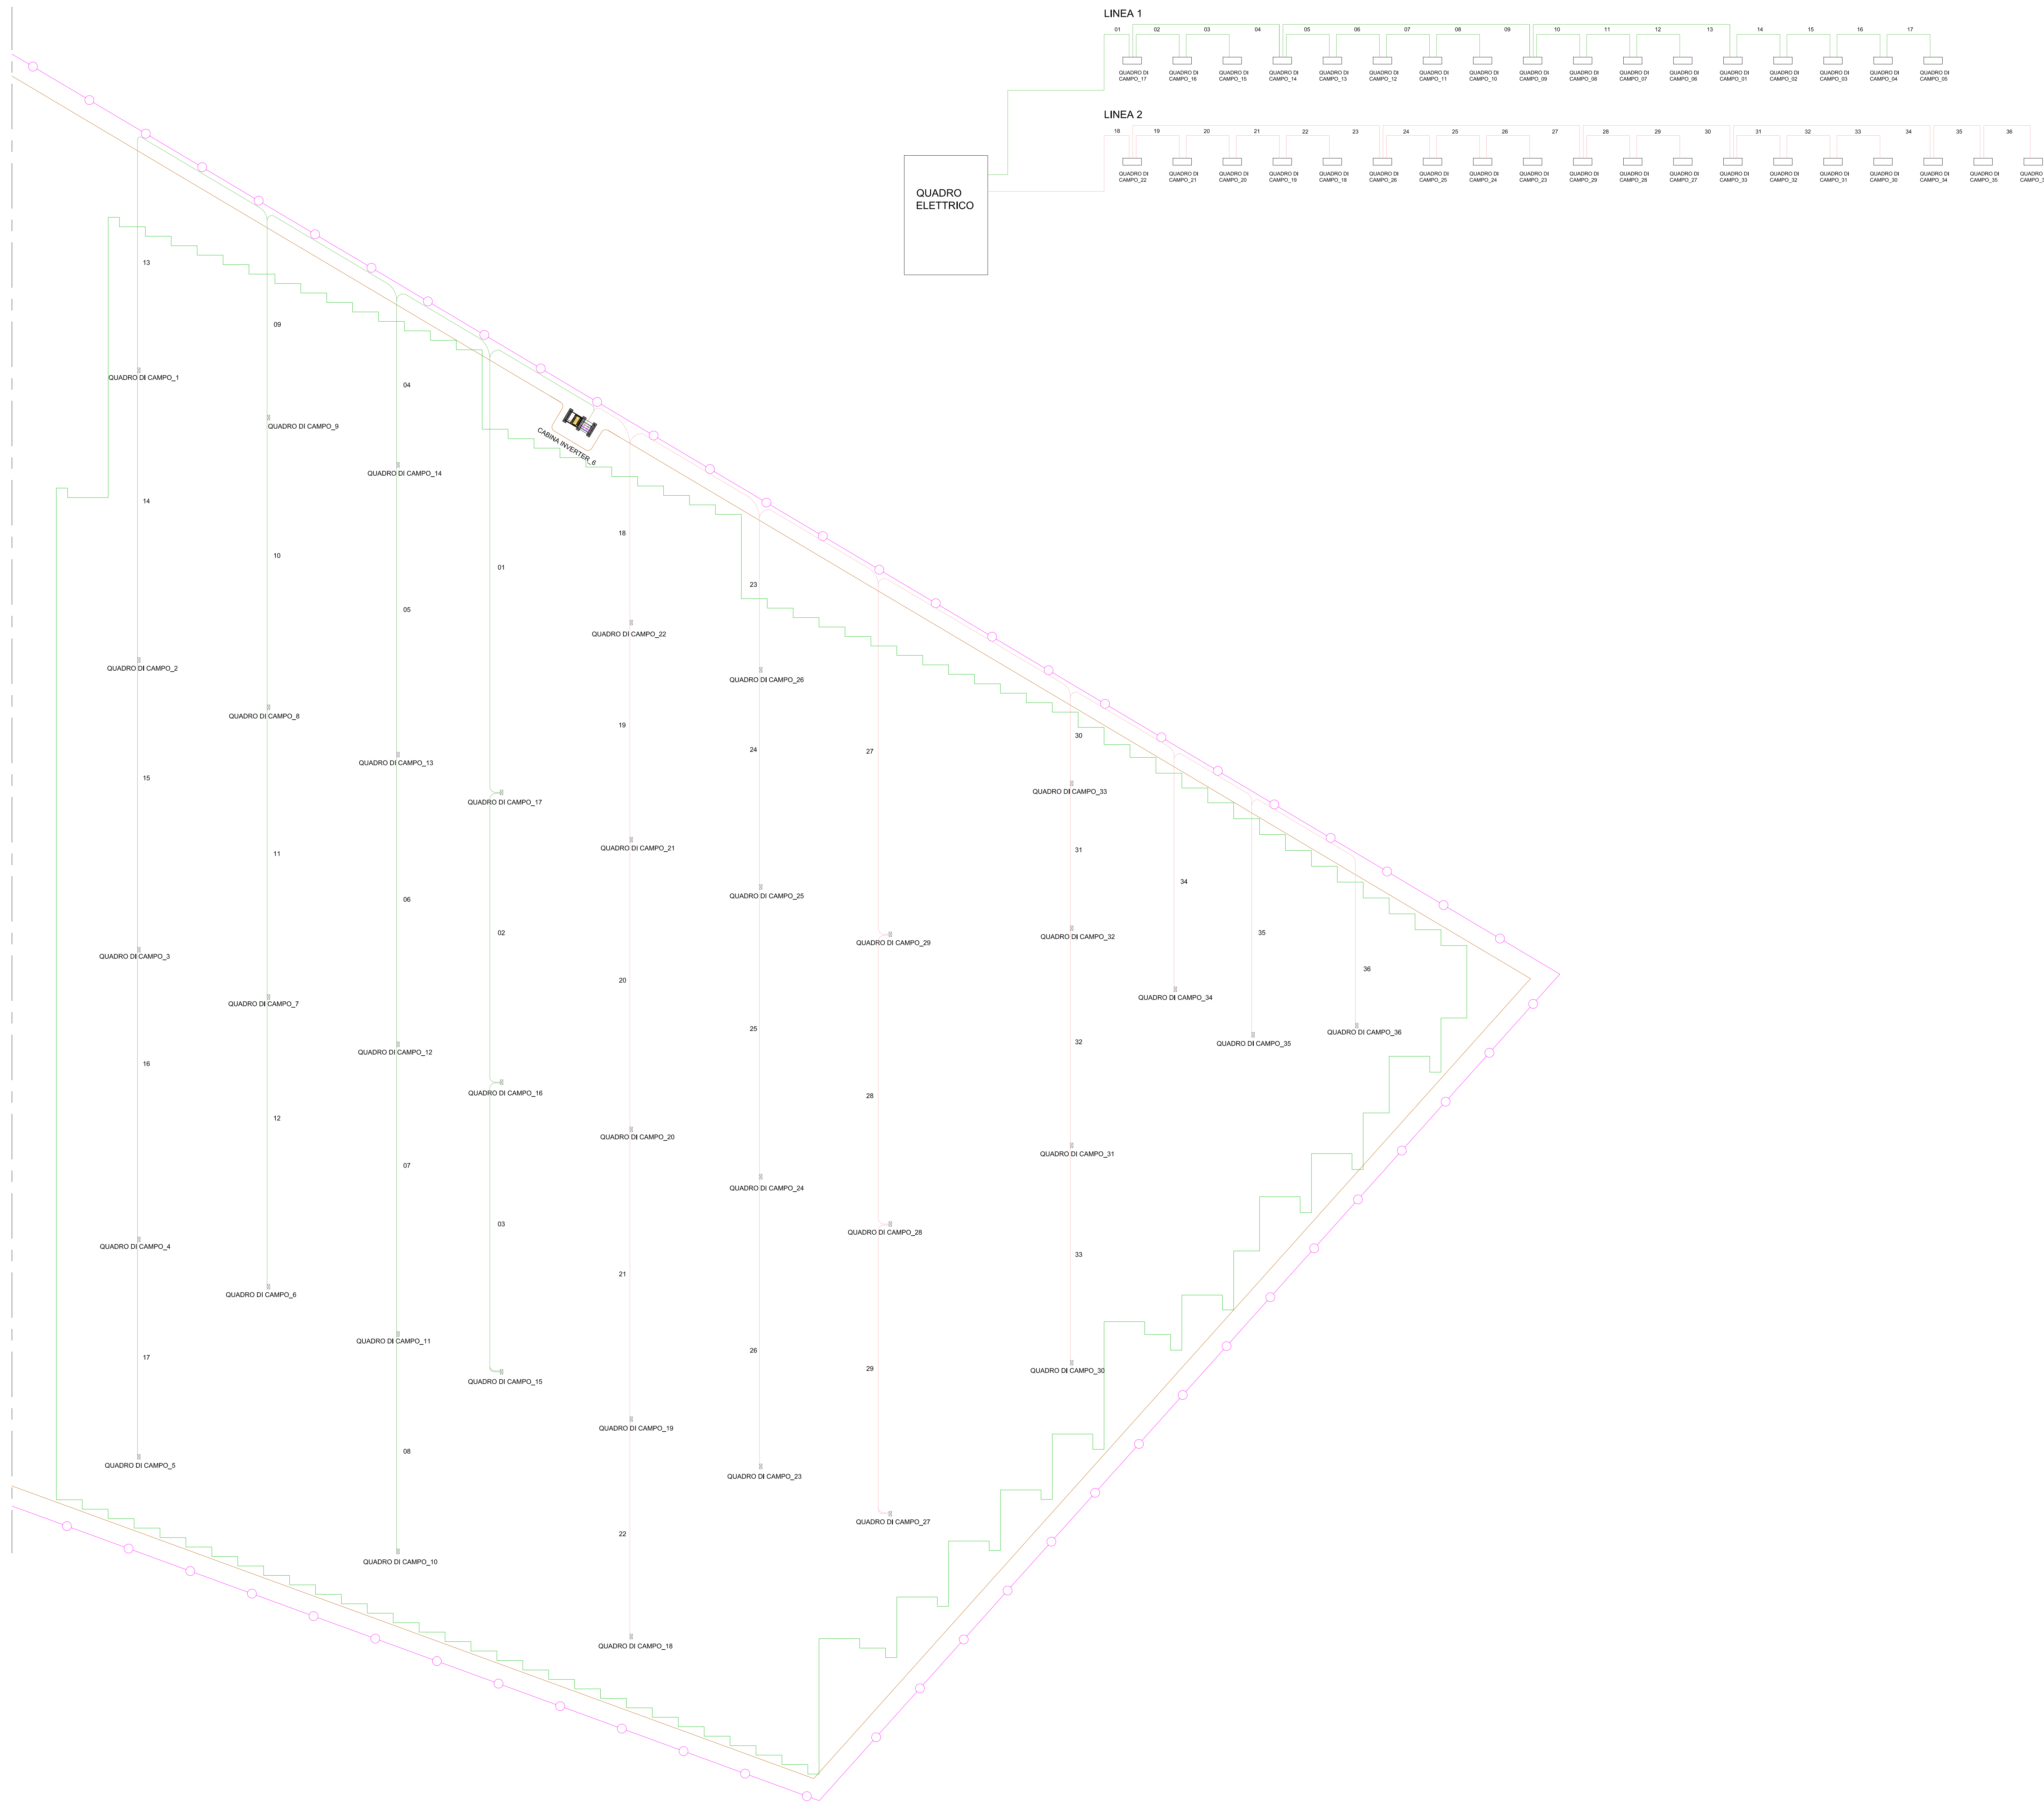 LINEA 1
01 02 03 04 05 06 07 08 09 10 11 12 13 14 15 16 17
QUADRO DI QUADRO DI QUADRO DI QUADRO DI QUADRO DI QUADRO DI QUADRO DI QUADRO DI QUADRO DI QUADRO DI QUADRO DI QUADRO DI QUADRO DI QUADRO DI QUADRO DI QUADRO DI QUADRO DI
CAMPO_17 CAMPO_16 CAMPO_15 CAMPO_14 CAMPO_13 CAMPO_12 CAMPO_11 CAMPO_10 CAMPO_09 CAMPO_08 CAMPO_07 CAMPO_06 CAMPO_01 CAMPO_02 CAMPO_03 CAMPO_04 CAMPO_05
LINEA 2
18 19 20 21 22 23 24 25 26 27 28 29 30 31 32 33 34 35 36
QUADRO DI QUADRO DI QUADRO DI QUADRO DI QUADRO DI QUADRO DI QUADRO DI QUADRO DI QUADRO DI QUADRO DI QUADRO DI QUADRO DI QUADRO DI QUADRO DI QUADRO DI QUADRO DI QUADRO DI QUADRO DI QUADRO
CAMPO_22 CAMPO_21 CAMPO_20 CAMPO_19 CAMPO_18 CAMPO_26 CAMPO_25 CAMPO_24 CAMPO_23 CAMPO_29 CAMPO_28 CAMPO_27 CAMPO_33 CAMPO_32 CAMPO_31 CAMPO_30 CAMPO_34 CAMPO_35
QUADRO
ELETTRICO
13
QUADRO DI CAMPO_1
14
QUADRO DI CAMPO_2
15
QUADRO DI CAMPO_3
16
QUADRO DI CAMPO_4
17
QUADRO DI CAMPO_5
09
QUADRO DI CAMPO_9
10
QUADRO DI CAMPO_8
11
QUADRO DI CAMPO_7
12
QUADRO DI CAMPO_6
04
QUADRO DI CAMPO_14
05
QUADRO DI CAMPO_13
06
QUADRO DI CAMPO_12
07
QUADRO DI CAMPO_11
08
QUADRO DI CAMPO_10
01
QUADRO DI CAMPO_17
02
QUADRO DI CAMPO_16
03
QUADRO DI CAMPO_15
CABINA INVERTER_6
18
QUADRO DI CAMPO_22
19
QUADRO DI CAMPO_21
20
QUADRO DI CAMPO_20
21
QUADRO DI CAMPO_19
22
QUADRO DI CAMPO_18
23
QUADRO DI CAMPO_26
24
QUADRO DI CAMPO_25
25
QUADRO DI CAMPO_24
26
QUADRO DI CAMPO_23
27
QUADRO DI CAMPO_29
28
QUADRO DI CAMPO_28
29
QUADRO DI CAMPO_27
30
QUADRO DI CAMPO_33
31
QUADRO DI CAMPO_32
32
QUADRO DI CAMPO_31
33
QUADRO DI CAMPO_30
34
QUADRO DI CAMPO_34
35
QUADRO DI CAMPO_35
36
QUADRO DI CAMPO_36